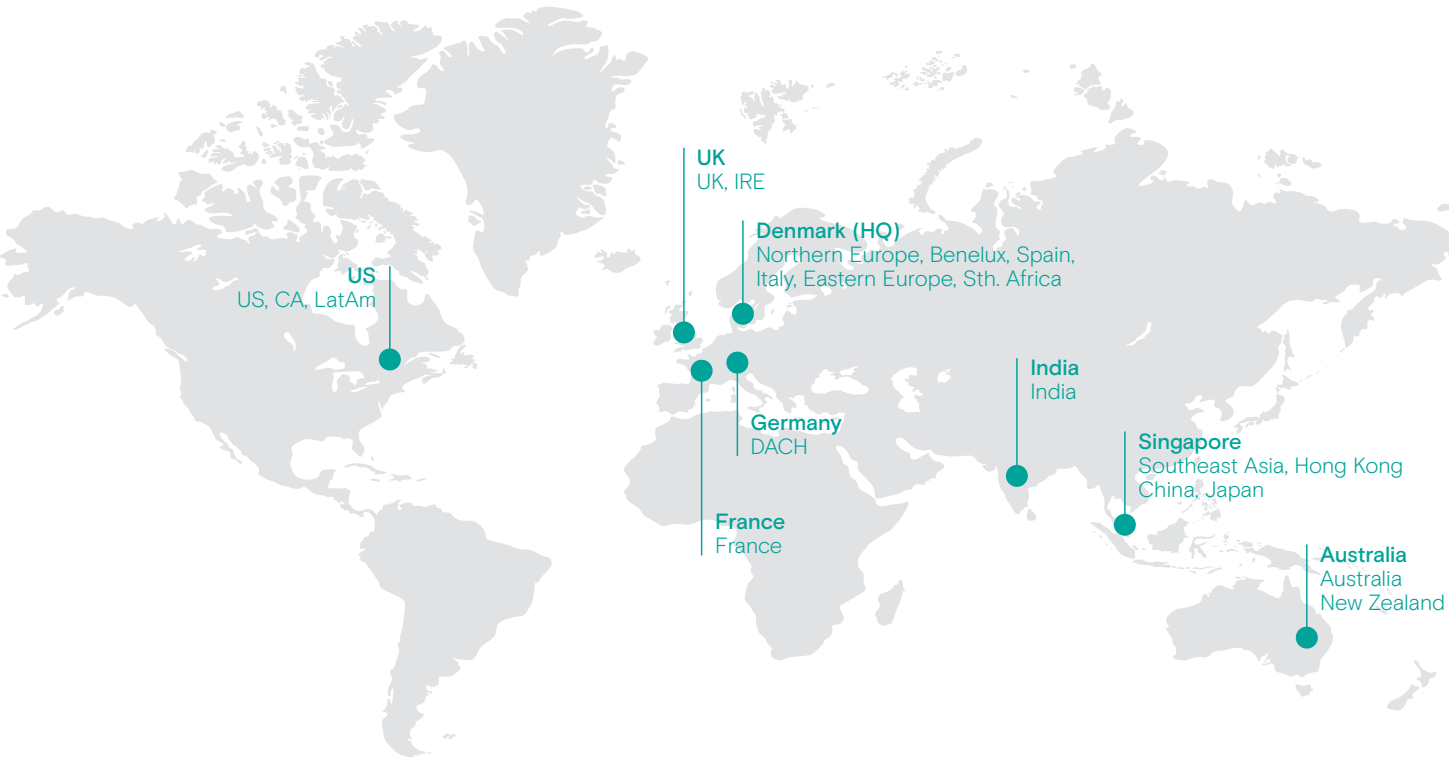 UK
UK, IRE
Denmark (HQ)
Northern Europe, Benelux, Spain,
Italy, Eastern Europe, Sth. Africa
US
US, CA, LatAm
India
India
Germany
DACH
Singapore
Southeast Asia, Hong Kong
China, Japan
France
France
Australia
Australia
New Zealand